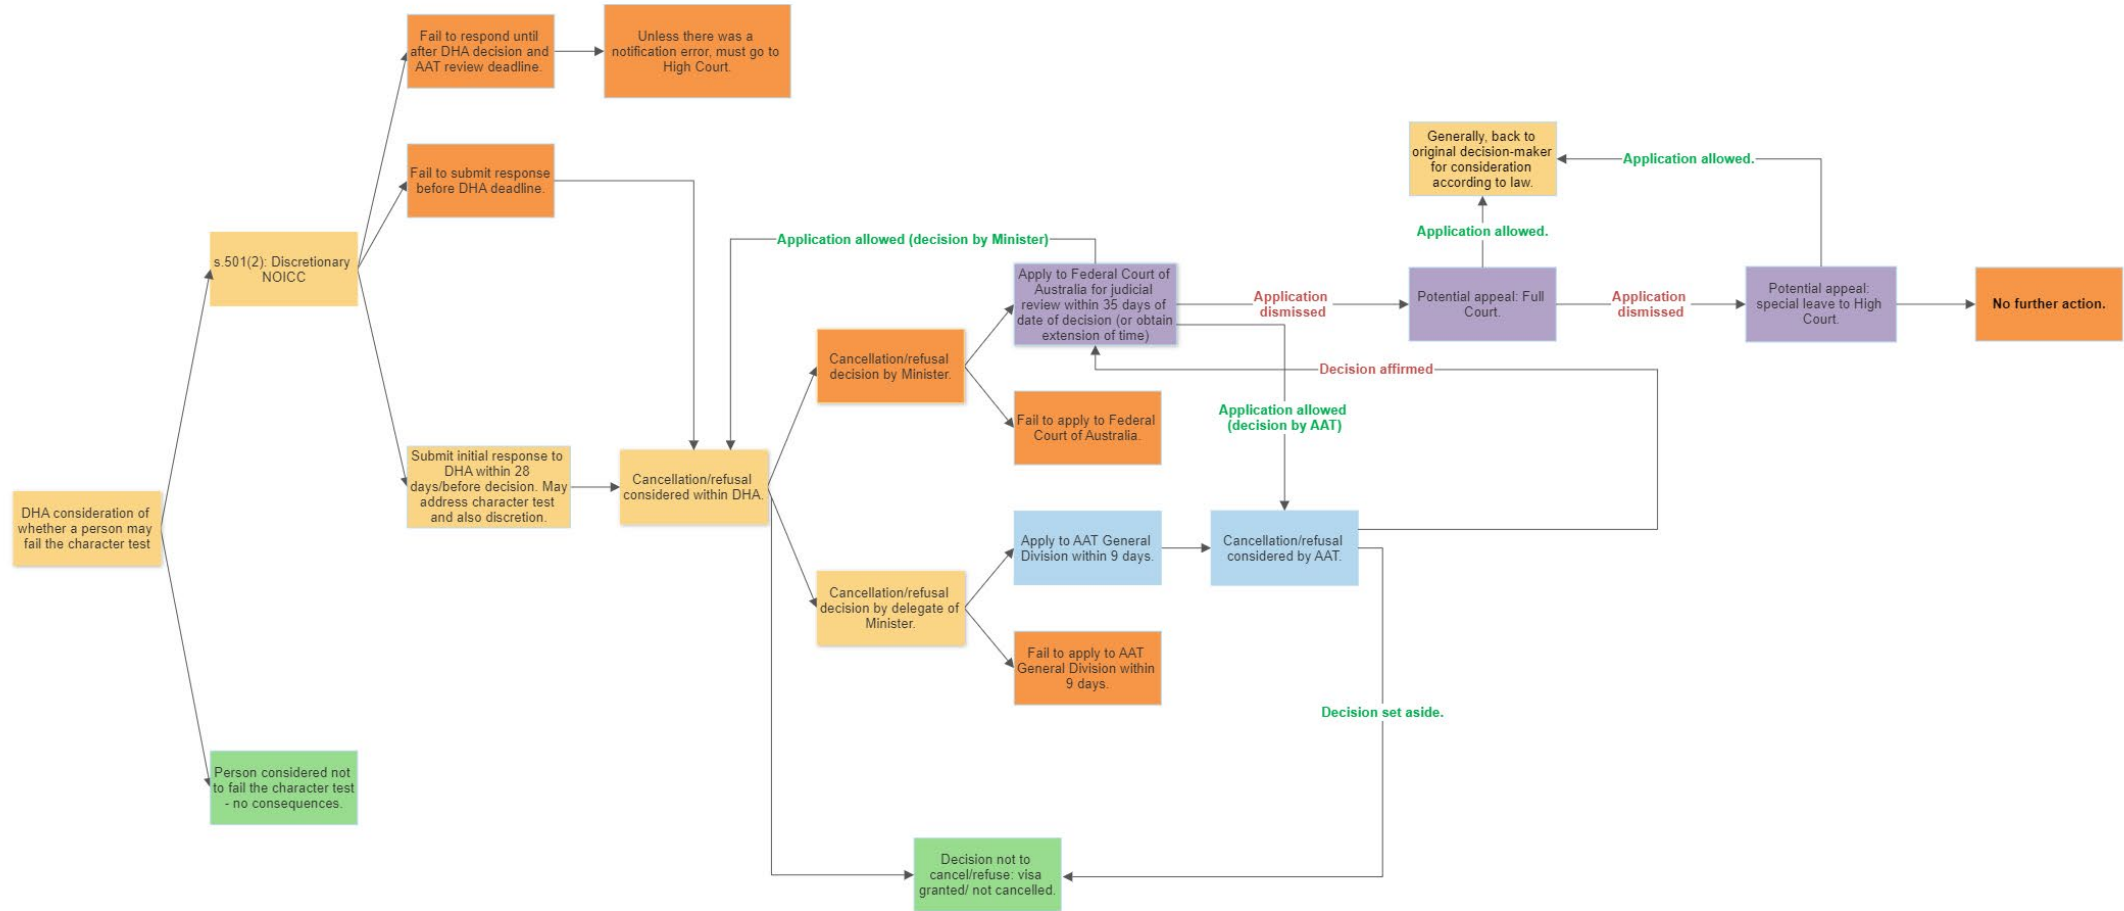 Fail to respond until
after DHA decision and
AAT review deadline.
Unless there was a
notification error, must go to
High Court.
Generally, back to
original decision-maker
for consideration
according to law.
Application allowed.
Fail to submit response
before DHA deadline.
Application allowed.
s.501(2): Discretionary
NOICC
Application allowed (decision by Minister)
Apply to Federal Court of
Australia for judicial
review within 35 days of
date of decision (or obtain
extension of time)
Application
dismissed
Potential appeal: Full
Court.
Application
dismissed
Potential appeal:
special leave to High
Court.
No further action.
Cancellation/refusal
decision by Minister.
Decision affirmed
Fail to apply to Federal
Court of Australia.
Application allowed
(decision by AAT)
Submit initial response to
DHA within 28
days/before decision. May
address character test
and also discretion.
Cancellation/refusal
considered within DHA.
DHA consideration of
whether a person may
fail the character test
Apply to AAT General
Division within 9 days.
Cancellation/refusal
considered by AAT.
Cancellation/refusal
decision by delegate of
Minister.
Fail to apply to AAT
General Division within
9 days.
Decision set aside.
Person considered not
to fail the character test
- no consequences.
Decision not to
cancel/refuse: visa
granted/ not cancelled.